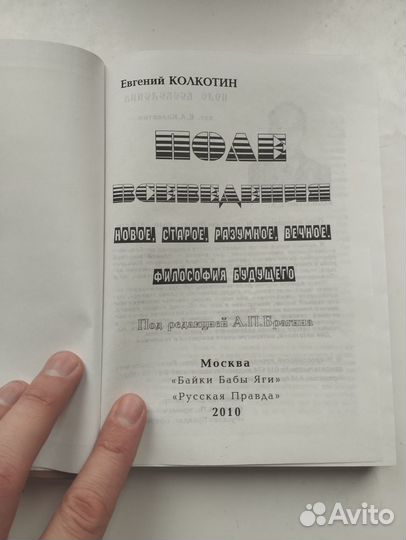 Евгений КОЛКОТИН
ПОЛЕ
ВСЕВЕДЕНИЯ
НОВОЕ, СТАРОЕ, РАЗУМНОЕ, ВЕЧНОЕ.
ФИЛОСОФИЯ БУДУЩЕГО
Под редакцией А.П.Брагина
Москва
«Байки Бабы Яги»
«Русская Правда»
2010
Avito